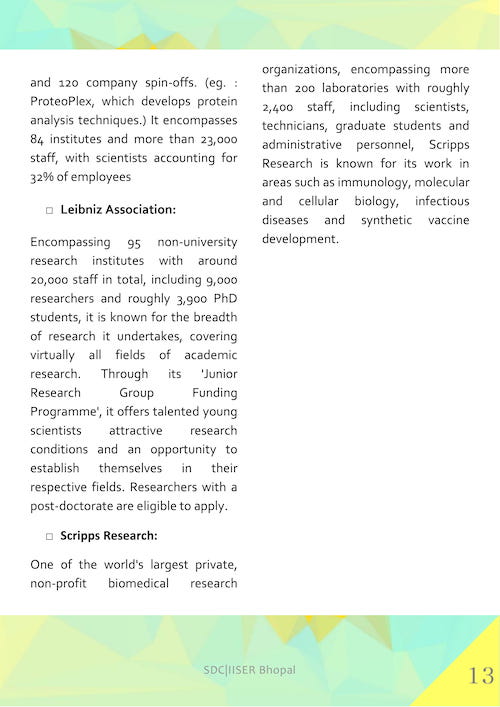 and 120 company spin-offs. (eg. :
ProteoPlex, which develops protein
analysis techniques.) It encompasses
84 institutes and more than 23,000
staff, with scientists accounting for
32% of employees
□ Leibniz Association:
Encompassing 95 non-university
research institutes with around
20,000 staff in total, including 9,000
researchers and roughly 3,900 PhD
students, it is known for the breadth
of research it undertakes, covering
virtually all fields of academic
research. Through its 'Junior
Research Group Funding
Programme', it offers talented young
scientists attractive research
conditions and an opportunity to
establish themselves in their
respective fields. Researchers with a
post-doctorate are eligible to apply.
□ Scripps Research:
One of the world's largest private,
non-profit biomedical research
organizations, encompassing more
than 200 laboratories with roughly
2,400 staff, including scientists,
technicians, graduate students and
administrative personnel, Scripps
Research is known for its work in
areas such as immunology, molecular
and cellular biology, infectious
diseases and synthetic vaccine
development.
SDC|IISER Bhopal
13